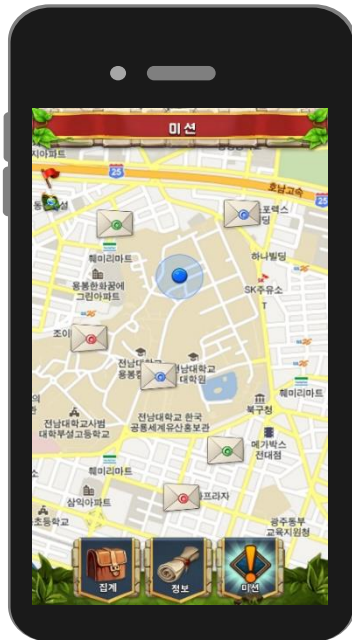 미션
지아파트
25
호남고속
25
포렉스
딩
훼미리마트
하나빌딩
용봉한화꿈에
그린아파트
SK주유소
T
조이
전남대
용봉
전남대학교
대학원
훼미리마트
북구청
전남대학교사범
대학부설고등학교
전남대학교 한국
공룡세계유산홍보관
메가박스
전대점
훼미리마트
삼익아파트
프라자
초등학교
광주동부
교육지원청
집계
정보
미션